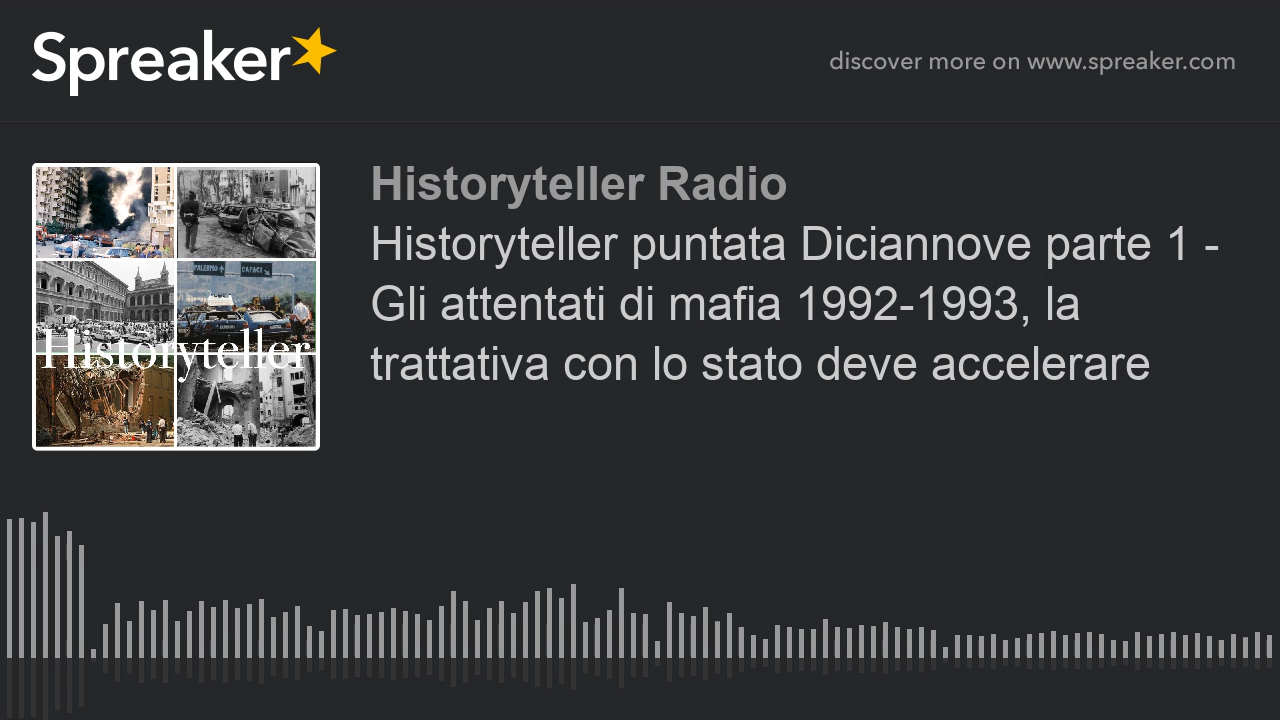 Spreaker
discover more on www.spreaker.com
PALERMO CAPACI
Historyteller
Historyteller Radio
Historyteller puntata Diciannove parte 1 -
Gli attentati di mafia 1992-1993, la
trattativa con lo stato deve accelerare